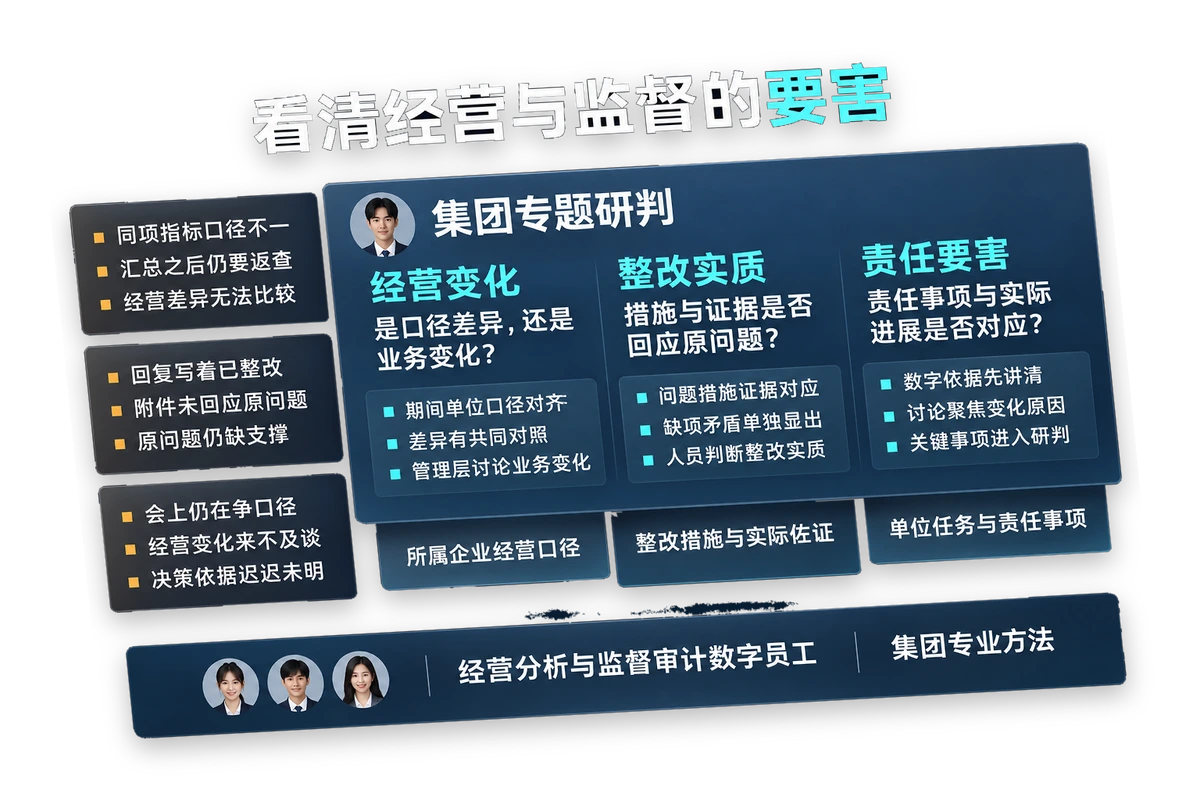 看清经营与监督的要害
同项指标口径不一
汇总之后仍要返查
经营差异无法比较
回复写着已整改
附件未回应原问题
原问题仍缺支撑
会上仍在争口径
经营变化来不及谈
决策依据迟迟未明
集团专题研判
经营变化
是口径差异，还是
业务变化？
期间单位口径对齐
差异有共同对照
管理层讨论业务变化
整改实质
措施与证据是否
回应原问题？
问题措施证据对应
缺项矛盾单独显出
人员判断整改实质
责任要害
责任事项与实际
进展是否对应？
数字依据先讲清
讨论聚焦变化原因
关键事项进入研判
所属企业经营口径
整改措施与实际佐证
单位任务与责任事项
经营分析与监督审计数字员工
集团专业方法